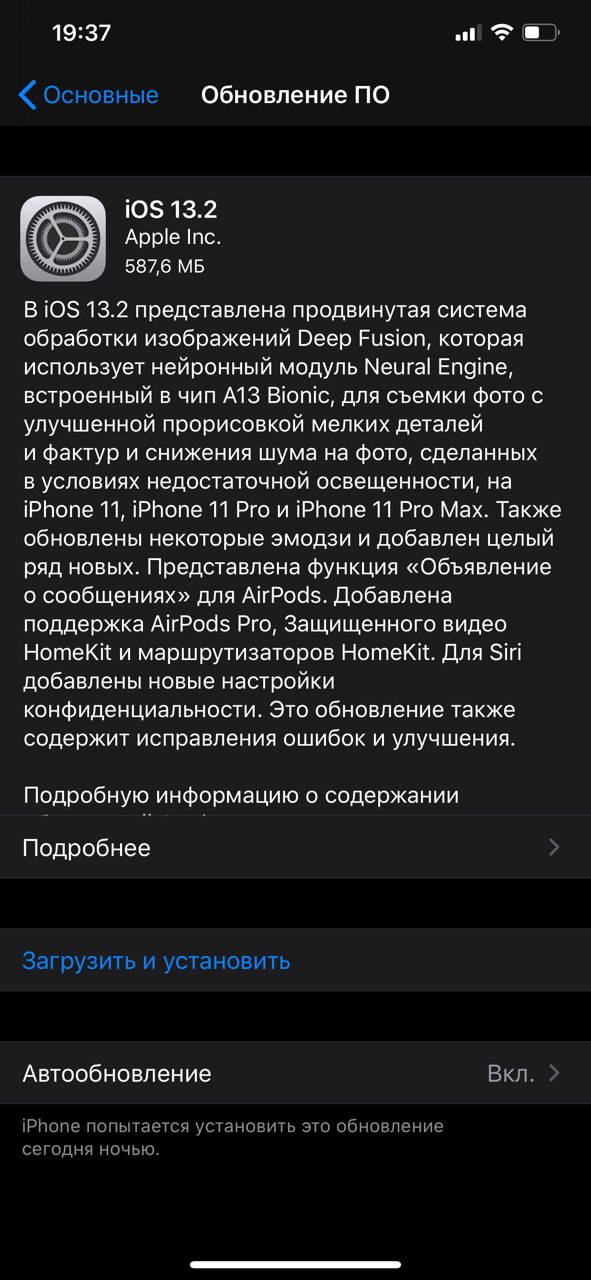 19:37
Основные
Обновление ПО
iOS 13.2
Apple Inc.
587,6 МБ
В iOS 13.2 представлена продвинутая система
обработки изображений Deep Fusion, которая
использует нейронный модуль Neural Engine,
встроенный в чип A13 Bionic, для съемки фото с
улучшенной прорисовкой мелких деталей
и фактур и снижения шума на фото, сделанных
в условиях недостаточной освещенности, на
iPhone 11, iPhone 11 Pro и iPhone 11 Pro Max. Также
обновлены некоторые эмодзи и добавлен целый
ряд новых. Представлена функция «Объявление
о сообщениях» для AirPods. Добавлена
поддержка AirPods Pro, Защищенного видео
HomeKit и маршрутизаторов HomeKit. Для Siri
добавлены новые настройки
конфиденциальности. Это обновление также
содержит исправления ошибок и улучшения.
Подробную информацию о содержании
Подробнее
Загрузить и установить
Автообновление
Вкл.
iPhone попытается установить это обновление
сегодня ночью.